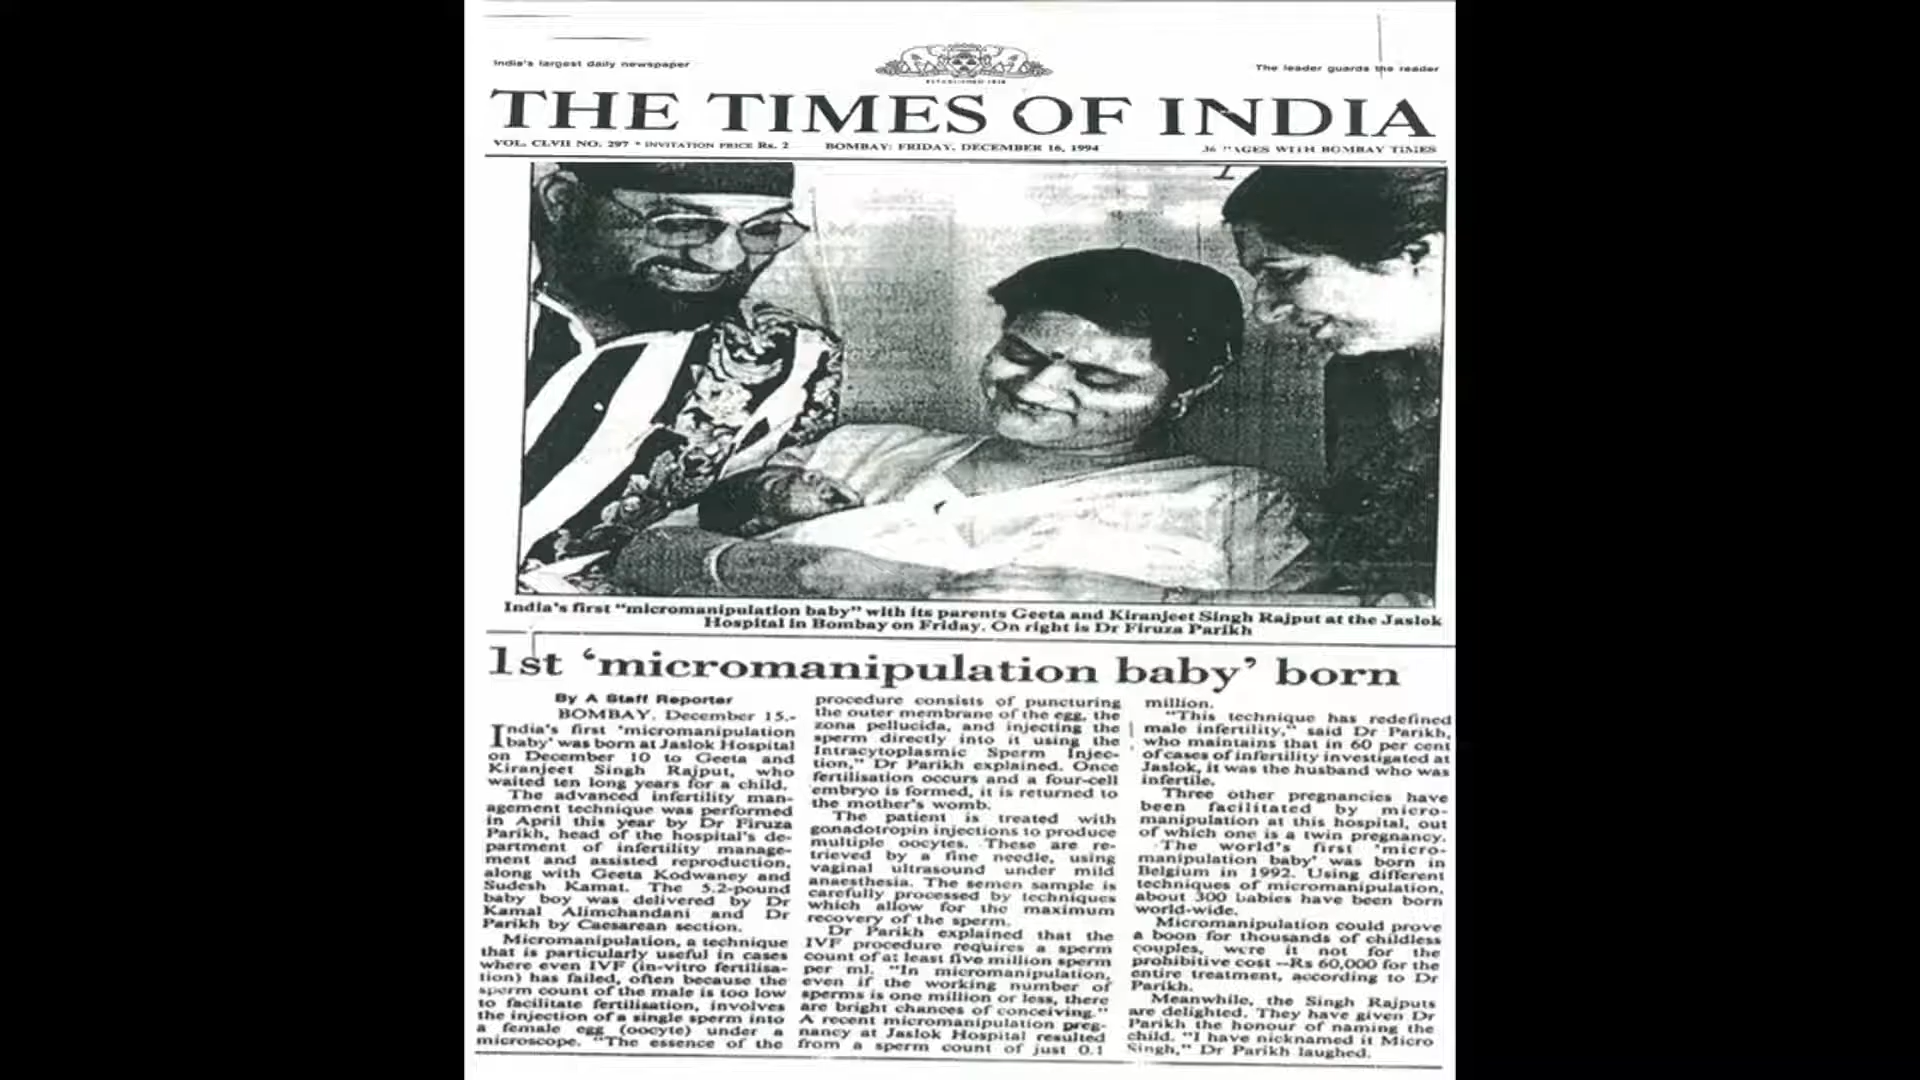 India's largest daily newspaper
ESTABLISHED 1838
The leader guards the reader
THE TIMES OF INDIA
VOL. CLVII NO. 297 * INVITATION PRICE Rs. 2
BOMBAY: FRIDAY, DECEMBER 16, 1994
36 PAGES WITH BOMBAY TIMES
India's first "micromanipulation baby" with its parents Geeta and Kiranjeet Singh Rajput at the Jaslok
Hospital in Bombay on Friday. On right is Dr Firuza Parikh
1st 'micromanipulation baby' born
By A Staff Reporter
BOMBAY, December 15.-
India's first 'micromanipulation
baby' was born at Jaslok Hospital
on December 10 to Geeta and
Kiranjeet Singh Rajput, who
waited ten long years for a child.
The advanced infertility man-
agement technique was performed
in April this year by Dr Firuza
Parikh, head of the hospital's de-
partment of infertility manage-
ment and assisted reproduction,
along with Geeta Kodwaney and
Sudesh Kamat. The 5.2-pound
baby boy was delivered by Dr
Kamal Alimchandani and Dr
Parikh by Caesarean section.
Micromanipulation, a technique
that is particularly useful in cases
where even IVF (in-vitro fertilisa-
tion) has failed, often because the
sperm count of the male is too low
to facilitate fertilisation, involves
the injection of a single sperm into
a female egg (oocyte) under a
microscope. "The essence of the
procedure consists of puncturing
the outer membrane of the egg, the
zona pellucida, and injecting the
sperm directly into it using the
Intracytoplasmic Sperm Injec-
tion," Dr Parikh explained. Once
fertilisation occurs and a four-cell
embryo is formed, it is returned to
the mother's womb.
The patient is treated with
gonadotropin injections to produce
multiple oocytes. These are re-
trieved by a fine needle, using
vaginal ultrasound under mild
anaesthesia. The semen sample is
carefully processed by techniques
which allow for the maximum
recovery of the sperm.
Dr Parikh explained that the
IVF procedure requires a sperm
count of at least five million sperm
per ml. "In micromanipulation,
even if the working number of
sperms is one million or less, there
are bright chances of conceiving."
A recent micromanipulation preg-
nancy at Jaslok Hospital resulted
from a sperm count of just 0.1
million.
"This technique has redefined
male infertility," said Dr Parikh,
who maintains that in 60 per cent
of cases of infertility investigated at
Jaslok, it was the husband who was
infertile.
Three other pregnancies have
been facilitated by micro-
manipulation at this hospital, out
of which one is a twin pregnancy.
The world's first 'micro-
manipulation baby' was born in
Belgium in 1992. Using different
techniques of micromanipulation,
about 300 babies have been born
world-wide.
Micromanipulation could prove
a boon for thousands of childless
couples, were it not for the
prohibitive cost --Rs 60,000 for the
entire treatment, according to Dr
Parikh.
Meanwhile, the Singh Rajputs
are delighted. They have given Dr
Parikh the honour of naming the
child. "I have nicknamed it Micro
Singh," Dr Parikh laughed.